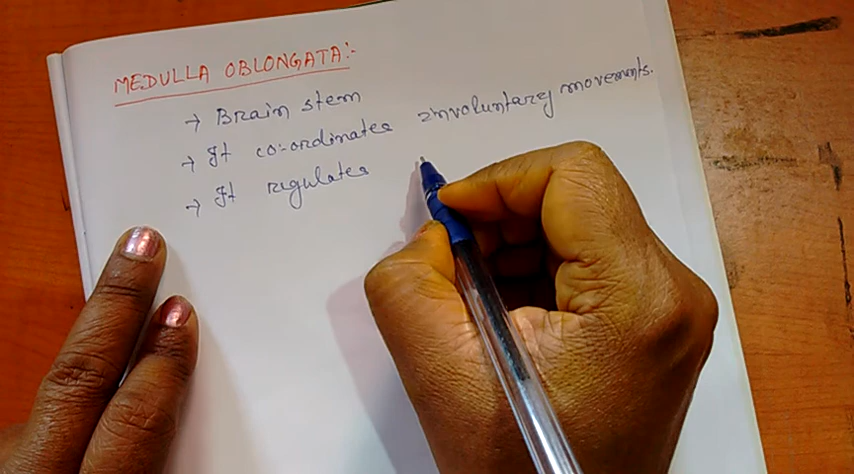 MEDULLA OBLONGATA:-
→ Brain stem
→ It co-ordinates involuntary movements.
→ It regulates